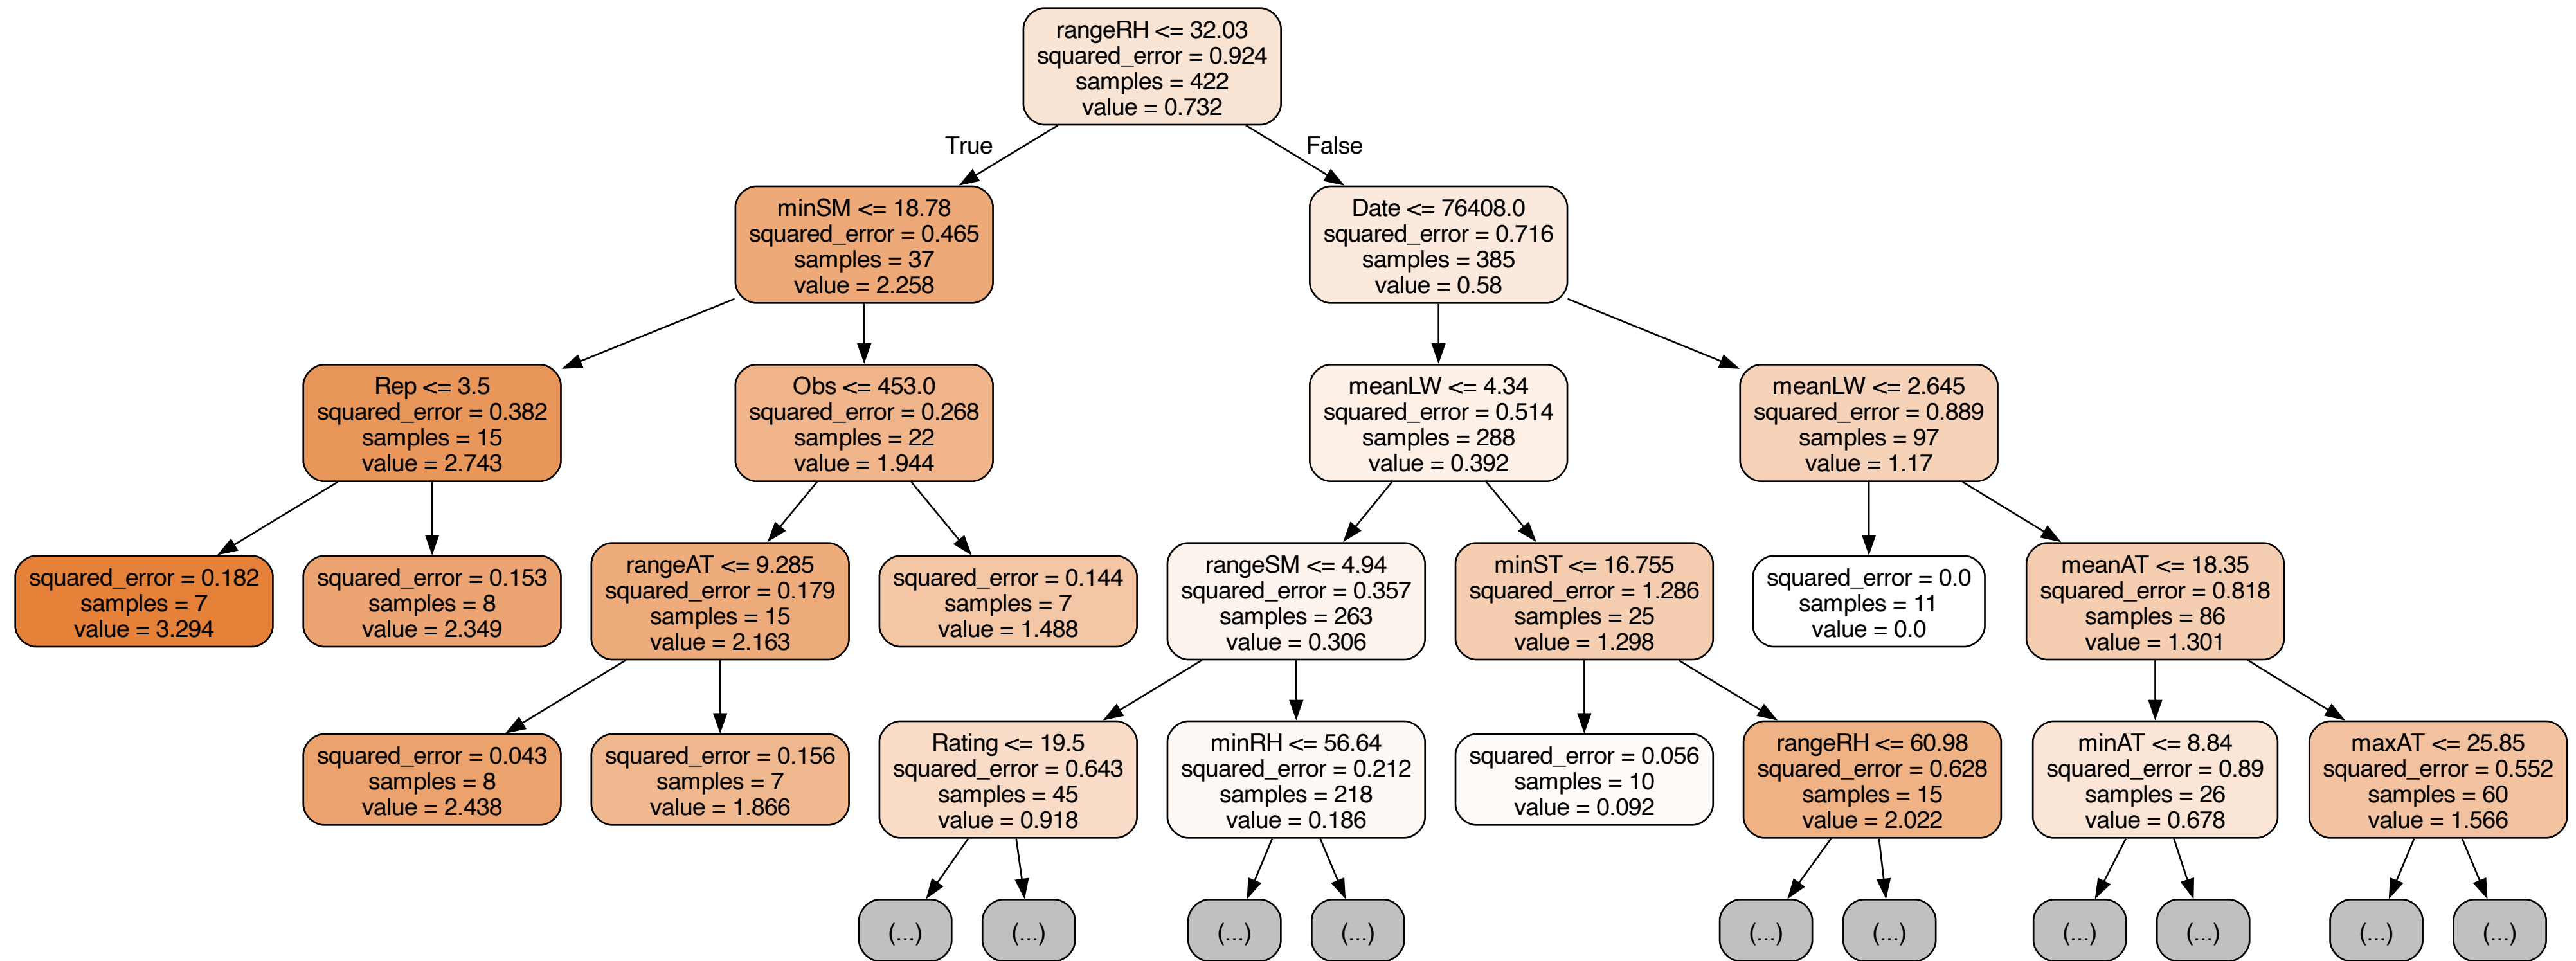 rangeRH <= 32.03
squared_error = 0.924
samples = 422
value = 0.732
True
False
minSM <= 18.78
squared_error = 0.465
samples = 37
value = 2.258
Date <= 76408.0
squared_error = 0.716
samples = 385
value = 0.58
Rep <= 3.5
squared_error = 0.382
samples = 15
value = 2.743
Obs <= 453.0
squared_error = 0.268
samples = 22
value = 1.944
meanLW <= 4.34
squared_error = 0.514
samples = 288
value = 0.392
meanLW <= 2.645
squared_error = 0.889
samples = 97
value = 1.17
squared_error = 0.182
samples = 7
value = 3.294
squared_error = 0.153
samples = 8
value = 2.349
rangeAT <= 9.285
squared_error = 0.179
samples = 15
value = 2.163
squared_error = 0.144
samples = 7
value = 1.488
rangeSM <= 4.94
squared_error = 0.357
samples = 263
value = 0.306
minST <= 16.755
squared_error = 1.286
samples = 25
value = 1.298
squared_error = 0.0
samples = 11
value = 0.0
meanAT <= 18.35
squared_error = 0.818
samples = 86
value = 1.301
squared_error = 0.043
samples = 8
value = 2.438
squared_error = 0.156
samples = 7
value = 1.866
Rating <= 19.5
squared_error = 0.643
samples = 45
value = 0.918
minRH <= 56.64
squared_error = 0.212
samples = 218
value = 0.186
squared_error = 0.056
samples = 10
value = 0.092
rangeRH <= 60.98
squared_error = 0.628
samples = 15
value = 2.022
minAT <= 8.84
squared_error = 0.89
samples = 26
value = 0.678
maxAT <= 25.85
squared_error = 0.552
samples = 60
value = 1.566
(...)
(...)
(...)
(...)
(...)
(...)
(...)
(...)
(...)
(...)